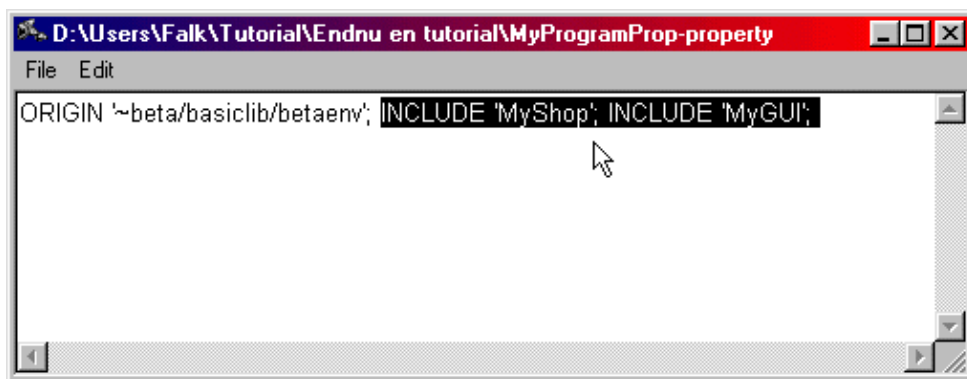 D:\Users\Falk\Tutorial\Endnu en tutorial\MyProgramProp-property
File Edit
ORIGIN '~beta/basiclib/betaenv'; INCLUDE 'MyShop'; INCLUDE 'MyGUI';